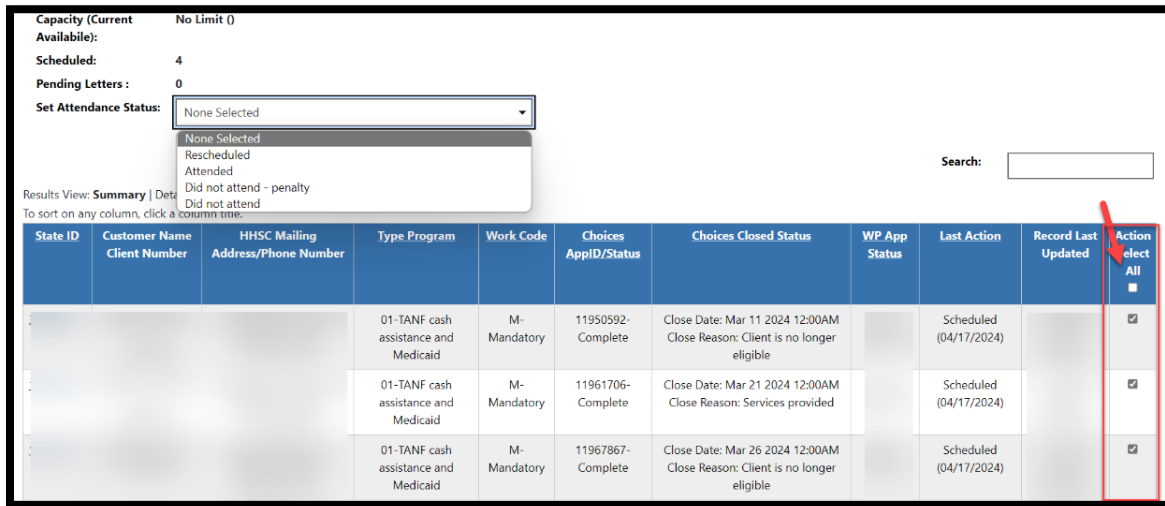 Capacity (Current No Limit ()
Availabile):
Scheduled: 4
Pending Letters : 0
Set Attendance Status: None Selected
None Selected
Rescheduled
Attended
Did not attend - penalty
Did not attend
Search:
Results View: Summary |
To sort on any column, click a column title.
State ID Customer Name HHSC Mailing Type Program Work Code Choices Choices Closed Status WP App Last Action Record Last Action
Client Number Address/Phone Number AppID/Status Status Updated
All
01-TANF cash M- 11950592- Close Date: Mar 11 2024 12:00AM Scheduled
assistance and Mandatory Complete Close Reason: Client is no longer (04/17/2024)
Medicaid eligible
01-TANF cash M- 11961706- Close Date: Mar 21 2024 12:00AM Scheduled
assistance and Mandatory Complete Close Reason: Services provided (04/17/2024)
Medicaid
01-TANF cash M- 11967867- Close Date: Mar 26 2024 12:00AM Scheduled
assistance and Mandatory Complete Close Reason: Client is no longer (04/17/2024)
Medicaid eligible